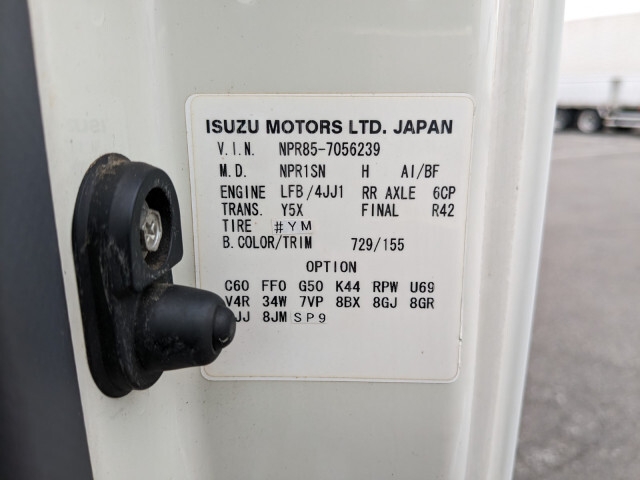 ISUZU MOTORS LTD. JAPAN
V.I.N. NPR85-7056239
M.D. NPR1SN H AI/BF
ENGINE LFB/4JJ1 RR AXLE 6CP
TRANS. Y5X FINAL R42
TIRE #YM
B.COLOR/TRIM 729/155
OPTION
C60 FF0 G50 K44 RPW U69
V4R 34W 7VP 8BX 8GJ 8GR
8JM SP9